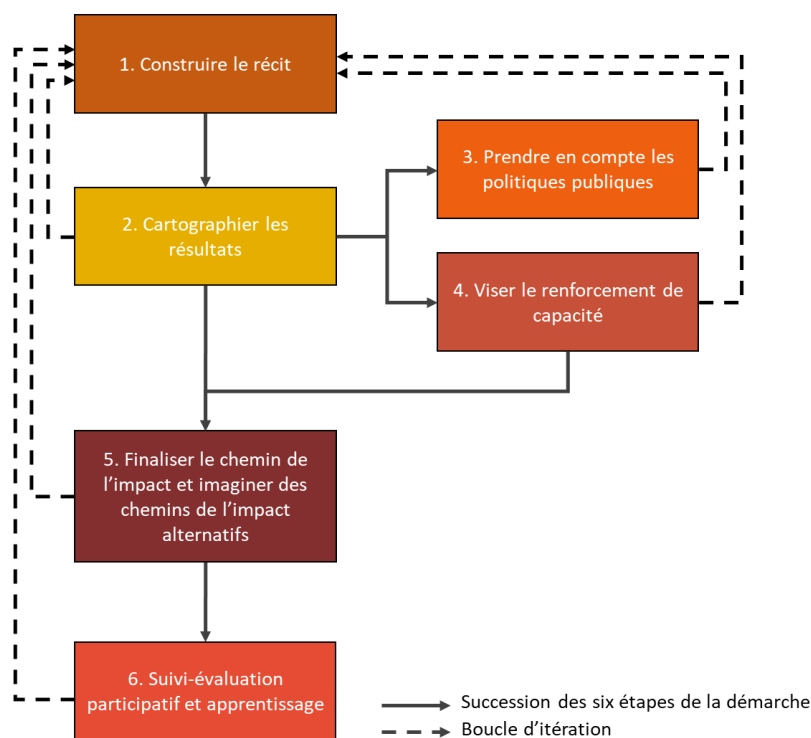 1. Construire le récit
3. Prendre en compte les
politiques publiques
2. Cartographier les
résultats
4. Viser le renforcement de
capacité
5. Finaliser le chemin de
l’impact et imaginer des
chemins de l’impact
alternatifs
6. Suivi-évaluation
participatif et apprentissage
Succession des six étapes de la démarche
Boucle d’itération